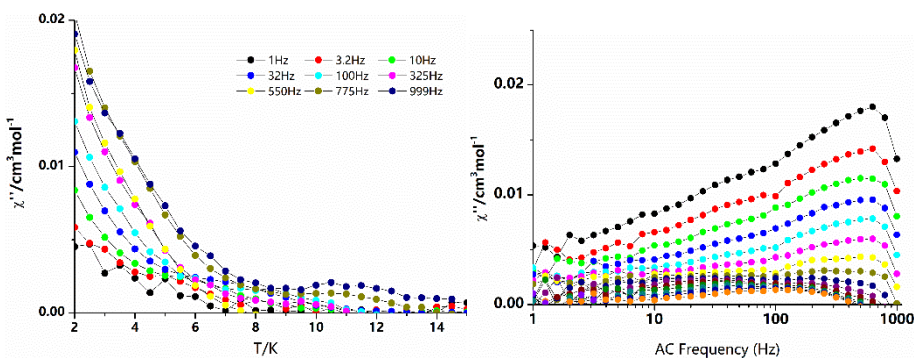 0.02
0.01
0.00
χ''/cm³mol⁻¹
1Hz 3.2Hz 10Hz
32Hz 100Hz 325Hz
550Hz 775Hz 999Hz
2 4 6 8 10 12 14
T/K
0.02
0.01
0.00
χ''/cm³mol⁻¹
1 10 100 1000
AC Frequency (Hz)